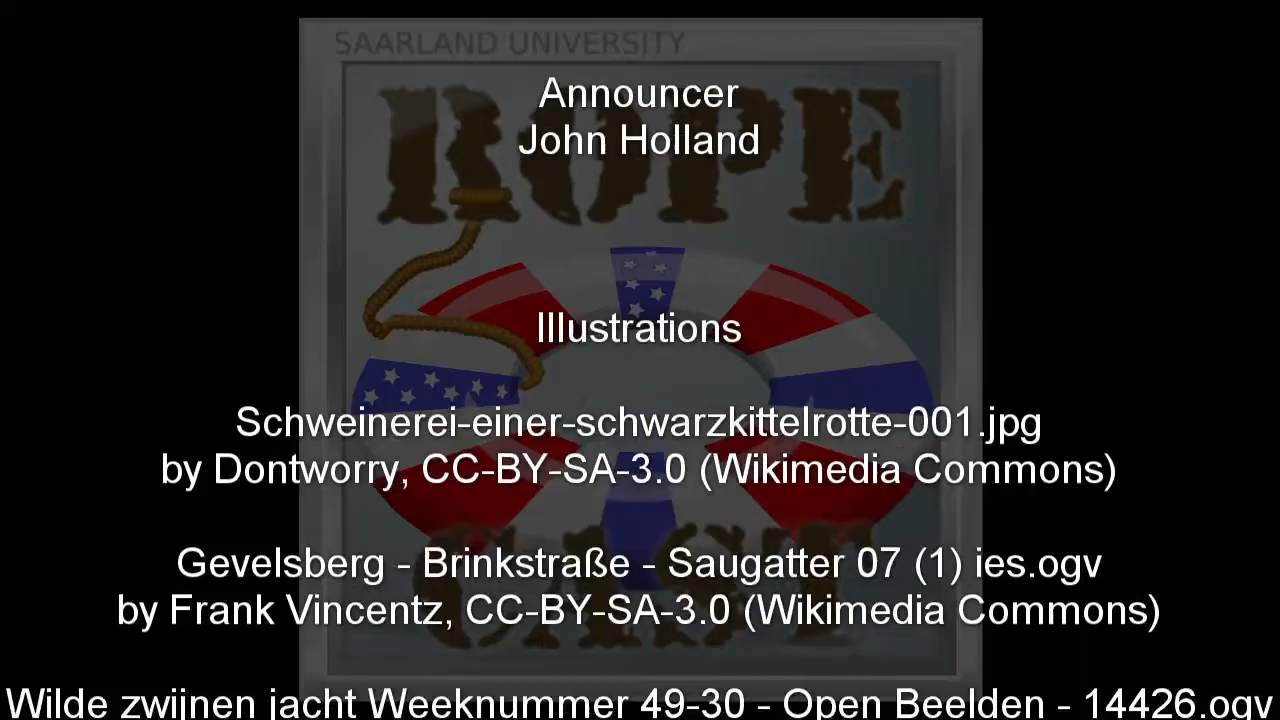 SAARLAND UNIVERSITY
ROPE
Announcer
John Holland
Illustrations
Schweinerei-einer-schwarzkittelrotte-001.jpg
by Dontworry, CC-BY-SA-3.0 (Wikimedia Commons)
CAST
Gevelsberg - Brinkstraße - Saugatter 07 (1) ies.ogv
by Frank Vincentz, CC-BY-SA-3.0 (Wikimedia Commons)
Wilde zwijnen jacht Weeknummer 49-30 - Open Beelden - 14426.ogv